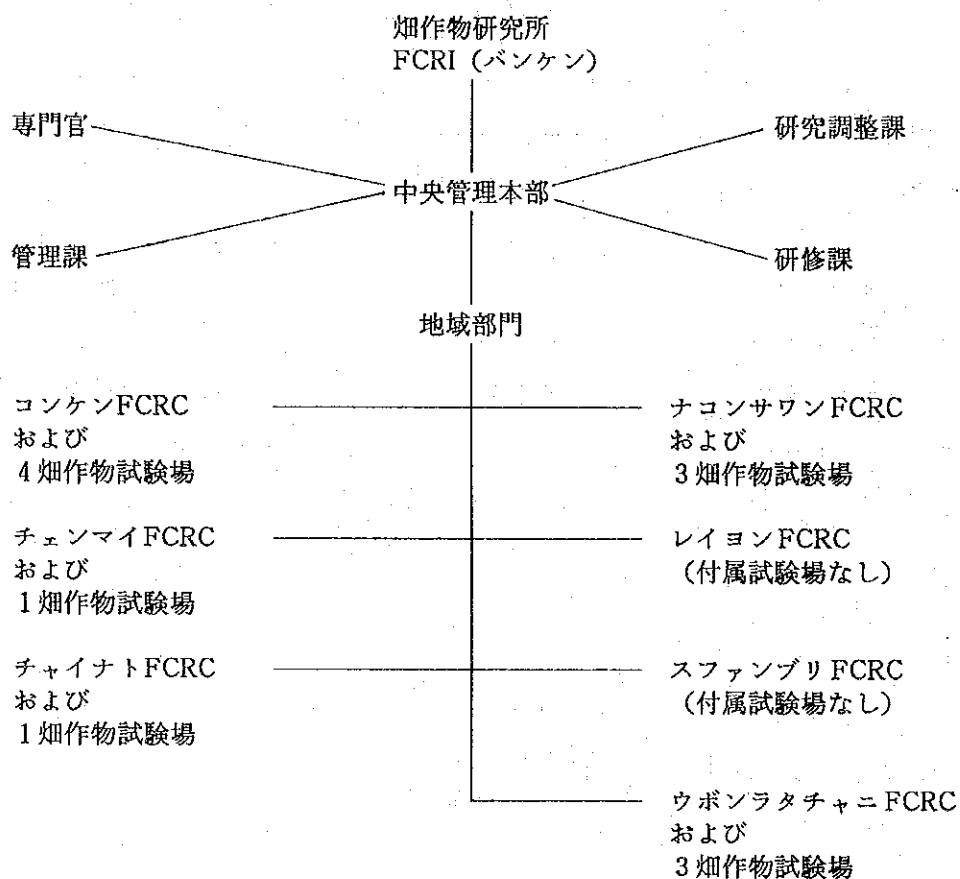 畑作物研究所
FCRI（バンケン）
専門官
研究調整課
中央管理本部
管理課
研修課
地域部門
コンケンFCRC
および
4畑作物試験場
ナコンサワンFCRC
および
3畑作物試験場
チェンマイFCRC
および
1畑作物試験場
レイヨンFCRC
（付属試験場なし）
チャイナトFCRC
および
1畑作物試験場
スファンブリFCRC
（付属試験場なし）
ウボンラタチャニFCRC
および
3畑作物試験場